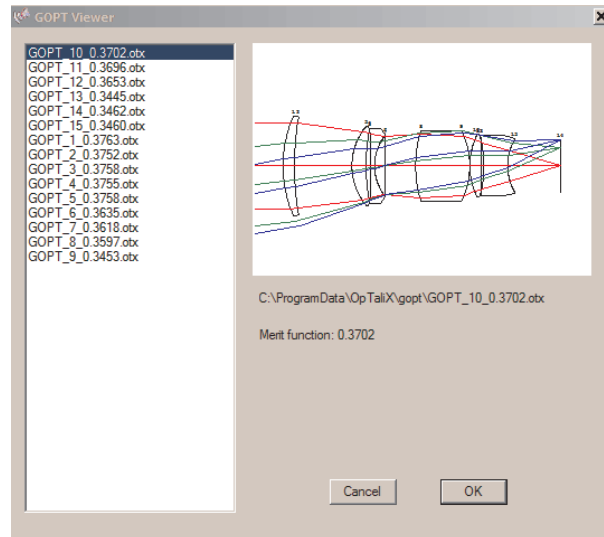 GOPT Viewer
GOPT_10_0.3702.otx
GOPT_11_0.3696.otx
GOPT_12_0.3653.otx
GOPT_13_0.3445.otx
GOPT_14_0.3462.otx
GOPT_15_0.3460.otx
GOPT_1_0.3763.otx
GOPT_2_0.3752.otx
GOPT_3_0.3758.otx
GOPT_4_0.3755.otx
GOPT_5_0.3758.otx
GOPT_6_0.3635.otx
GOPT_7_0.3618.otx
GOPT_8_0.3597.otx
GOPT_9_0.3453.otx
C:\ProgramData\OpTaliX\gopt\GOPT_10_0.3702.otx
Merit function: 0.3702
Cancel
OK